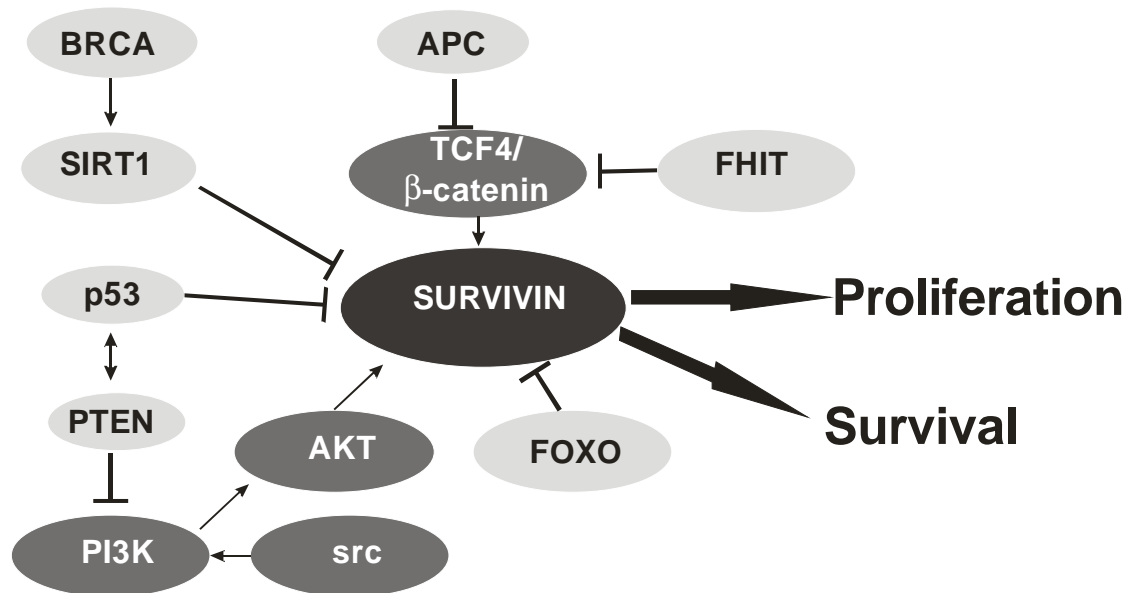 BRCA
APC
SIRT1
TCF4/
β-catenin
FHIT
p53
SURVIVIN
Proliferation
PTEN
AKT
FOXO
Survival
PI3K
src